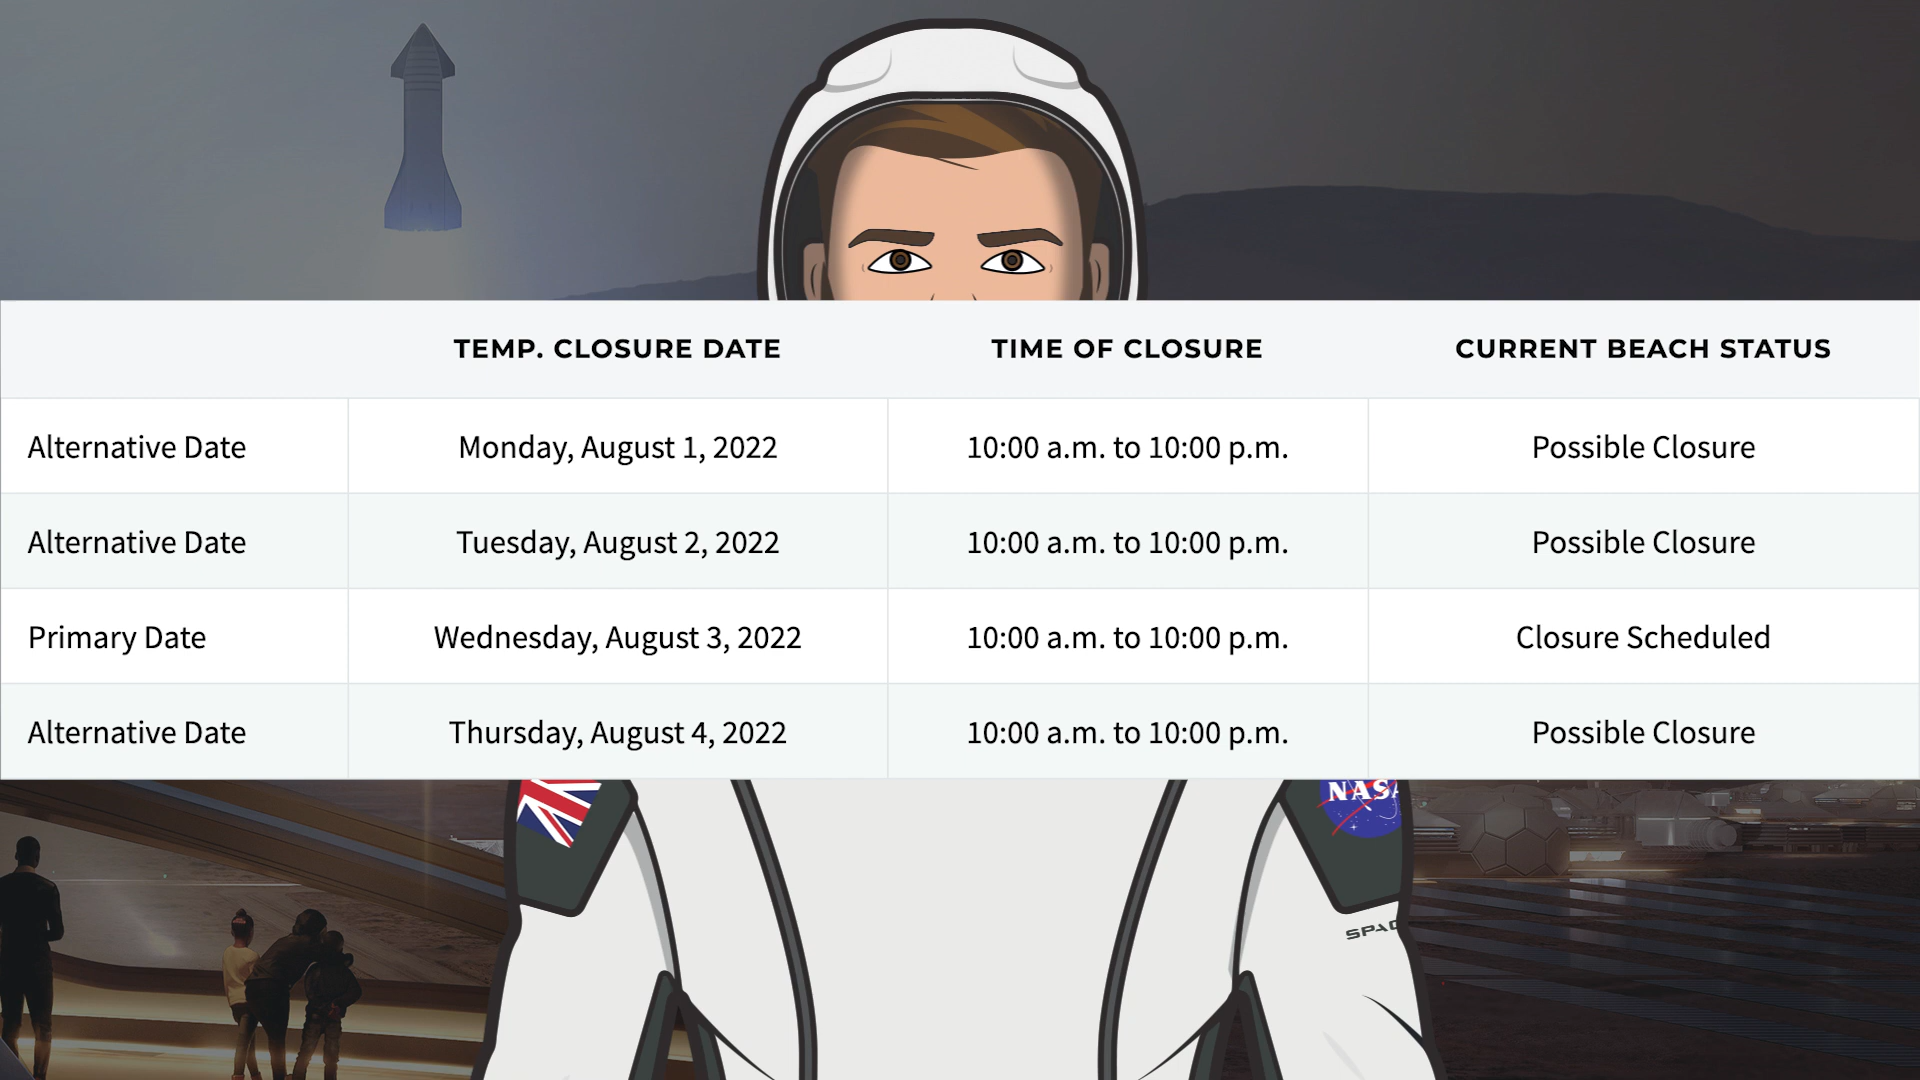 TEMP. CLOSURE DATE TIME OF CLOSURE CURRENT BEACH STATUS
Alternative Date Monday, August 1, 2022 10:00 a.m. to 10:00 p.m. Possible Closure
Alternative Date Tuesday, August 2, 2022 10:00 a.m. to 10:00 p.m. Possible Closure
Primary Date Wednesday, August 3, 2022 10:00 a.m. to 10:00 p.m. Closure Scheduled
Alternative Date Thursday, August 4, 2022 10:00 a.m. to 10:00 p.m. Possible Closure
NASA
SPAC